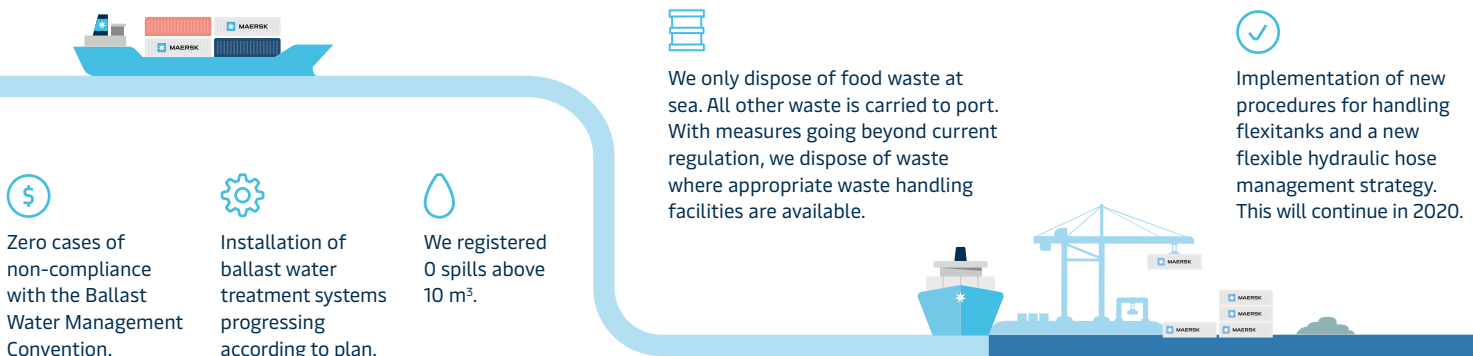 MAERSK
MAERSK
$
Zero cases of
non-compliance
with the Ballast
Water Management
Convention.
Installation of
ballast water
treatment systems
progressing
according to plan.
We registered
0 spills above
10 m³.
We only dispose of food waste at
sea. All other waste is carried to port.
With measures going beyond current
regulation, we dispose of waste
where appropriate waste handling
facilities are available.
Implementation of new
procedures for handling
flexitanks and a new
flexible hydraulic hose
management strategy.
This will continue in 2020.
MAERSK
MAERSK
MAERSK
MAERSK MAERSK